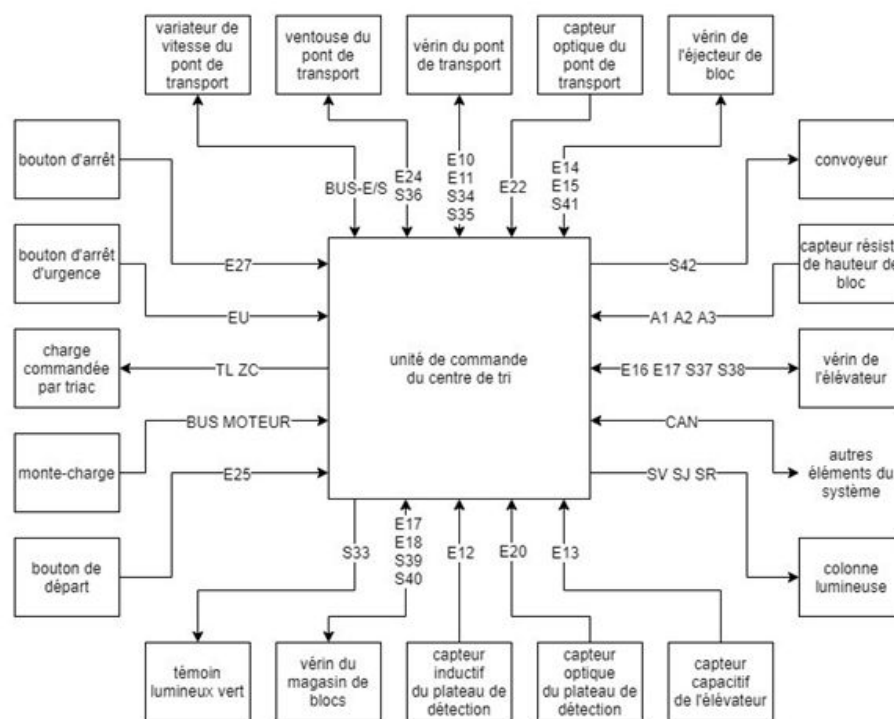 variateur de
vitesse du
pont de
transport
ventouse du
pont de
transport
vérin du pont
de transport
capteur
optique du
pont de
transport
vérin de
l'éjecteur de
bloc
bouton d'arrêt
BUS-E/S
E24
S36
E10
E11
S34
S35
E22
E14
E15
S41
convoyeur
E27
S42
bouton d'arrêt
d'urgence
capteur résist
de hauteur de
bloc
EU
A1 A2 A3
charge
commandée
par triac
TL ZC
unité de commande
du centre de tri
E16 E17 S37 S38
vérin de
l'élévateur
BUS MOTEUR
CAN
monte-charge
autres
éléments du
système
E25
SV SJ SR
bouton de
départ
S33
E17
E18
S39
S40
E12
E20
E13
colonne
lumineuse
témoin
lumineux vert
vérin du
magasin de
blocs
capteur
inductif
du plateau de
détection
capteur
optique
du plateau de
détection
capteur
capacitif
de l'élévateur